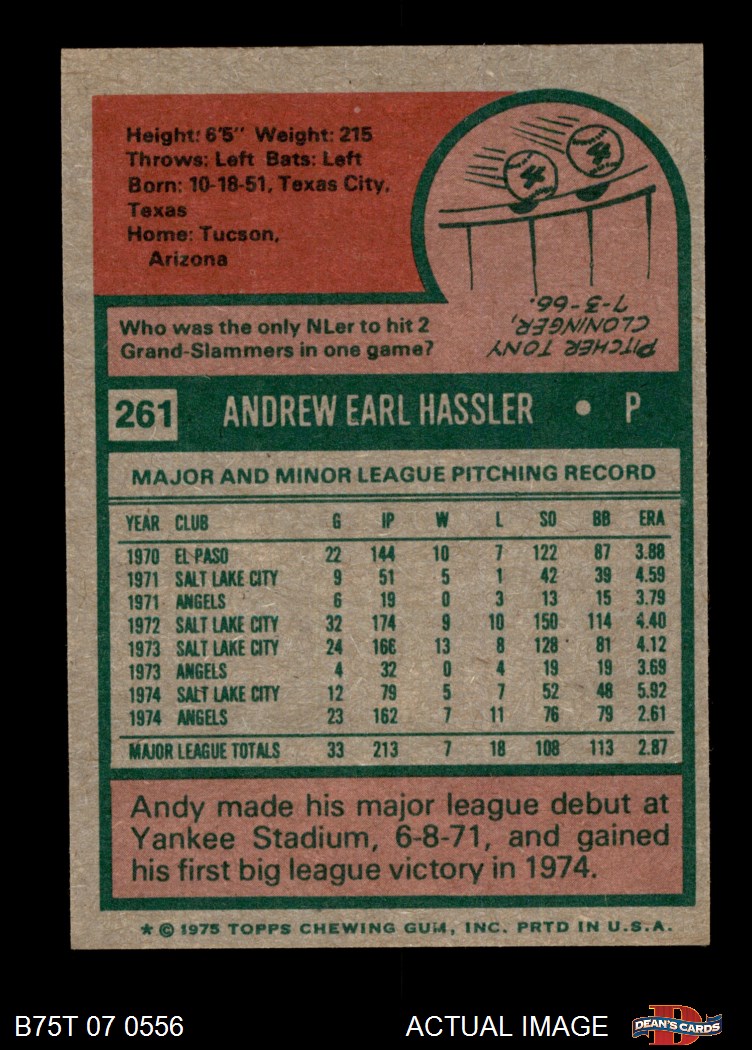 Height: 6'5" Weight: 215
Throws: Left Bats: Left
Born: 10-18-51, Texas City,
Texas
Home: Tucson,
Arizona
Who was the only NLer to hit 2
Grand-Slammers in one game?
PITCHER TONY
CLONINGER,
7-3-66.
261 ANDREW EARL HASSLER • P
MAJOR AND MINOR LEAGUE PITCHING RECORD
YEAR CLUB G IP W L SO BB ERA
1970 EL PASO 22 144 10 7 122 87 3.88
1971 SALT LAKE CITY 9 51 5 1 42 39 4.59
1971 ANGELS 6 19 0 3 13 15 3.79
1972 SALT LAKE CITY 32 174 9 10 150 114 4.40
1973 SALT LAKE CITY 24 166 13 8 128 81 4.12
1973 ANGELS 4 32 0 4 19 19 3.69
1974 SALT LAKE CITY 12 79 5 7 52 48 5.92
1974 ANGELS 23 162 7 11 76 79 2.61
MAJOR LEAGUE TOTALS 33 213 7 18 108 113 2.87
Andy made his major league debut at
Yankee Stadium, 6-8-71, and gained
his first big league victory in 1974.
* © 1975 TOPPS CHEWING GUM, INC. PRTD IN U.S.A.
B75T 07 0556 ACTUAL IMAGE DEAN'S CARDS